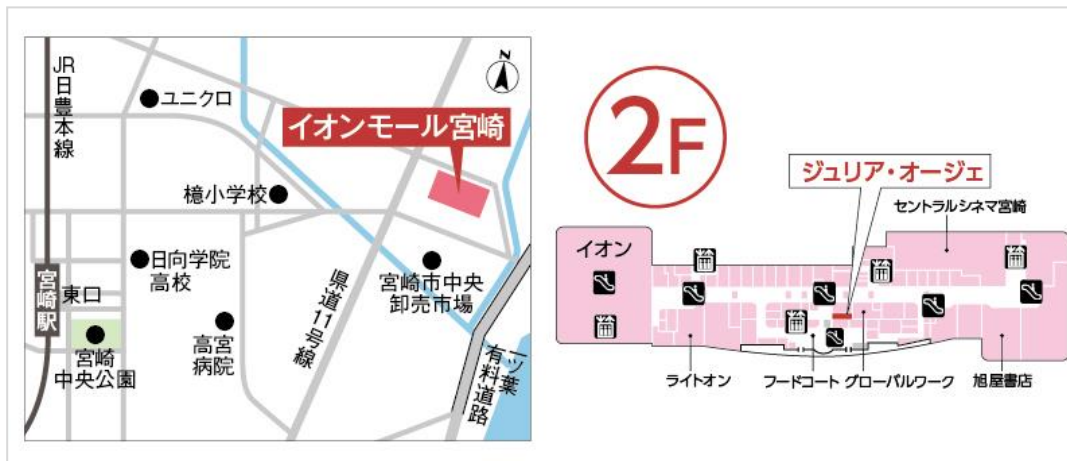 JR日豊本線
ユニクロ
N
イオンモール宮崎
檍小学校
日向学院
高校
宮崎駅
東口
宮崎
中央公園
高宮
病院
県道11号線
宮崎市中央
卸売市場
一ツ葉
有料道路
2F
ジュリア・オージェ
セントラルシネマ宮崎
イオン
ライトオン
フードコート
グローバルワーク
旭屋書店